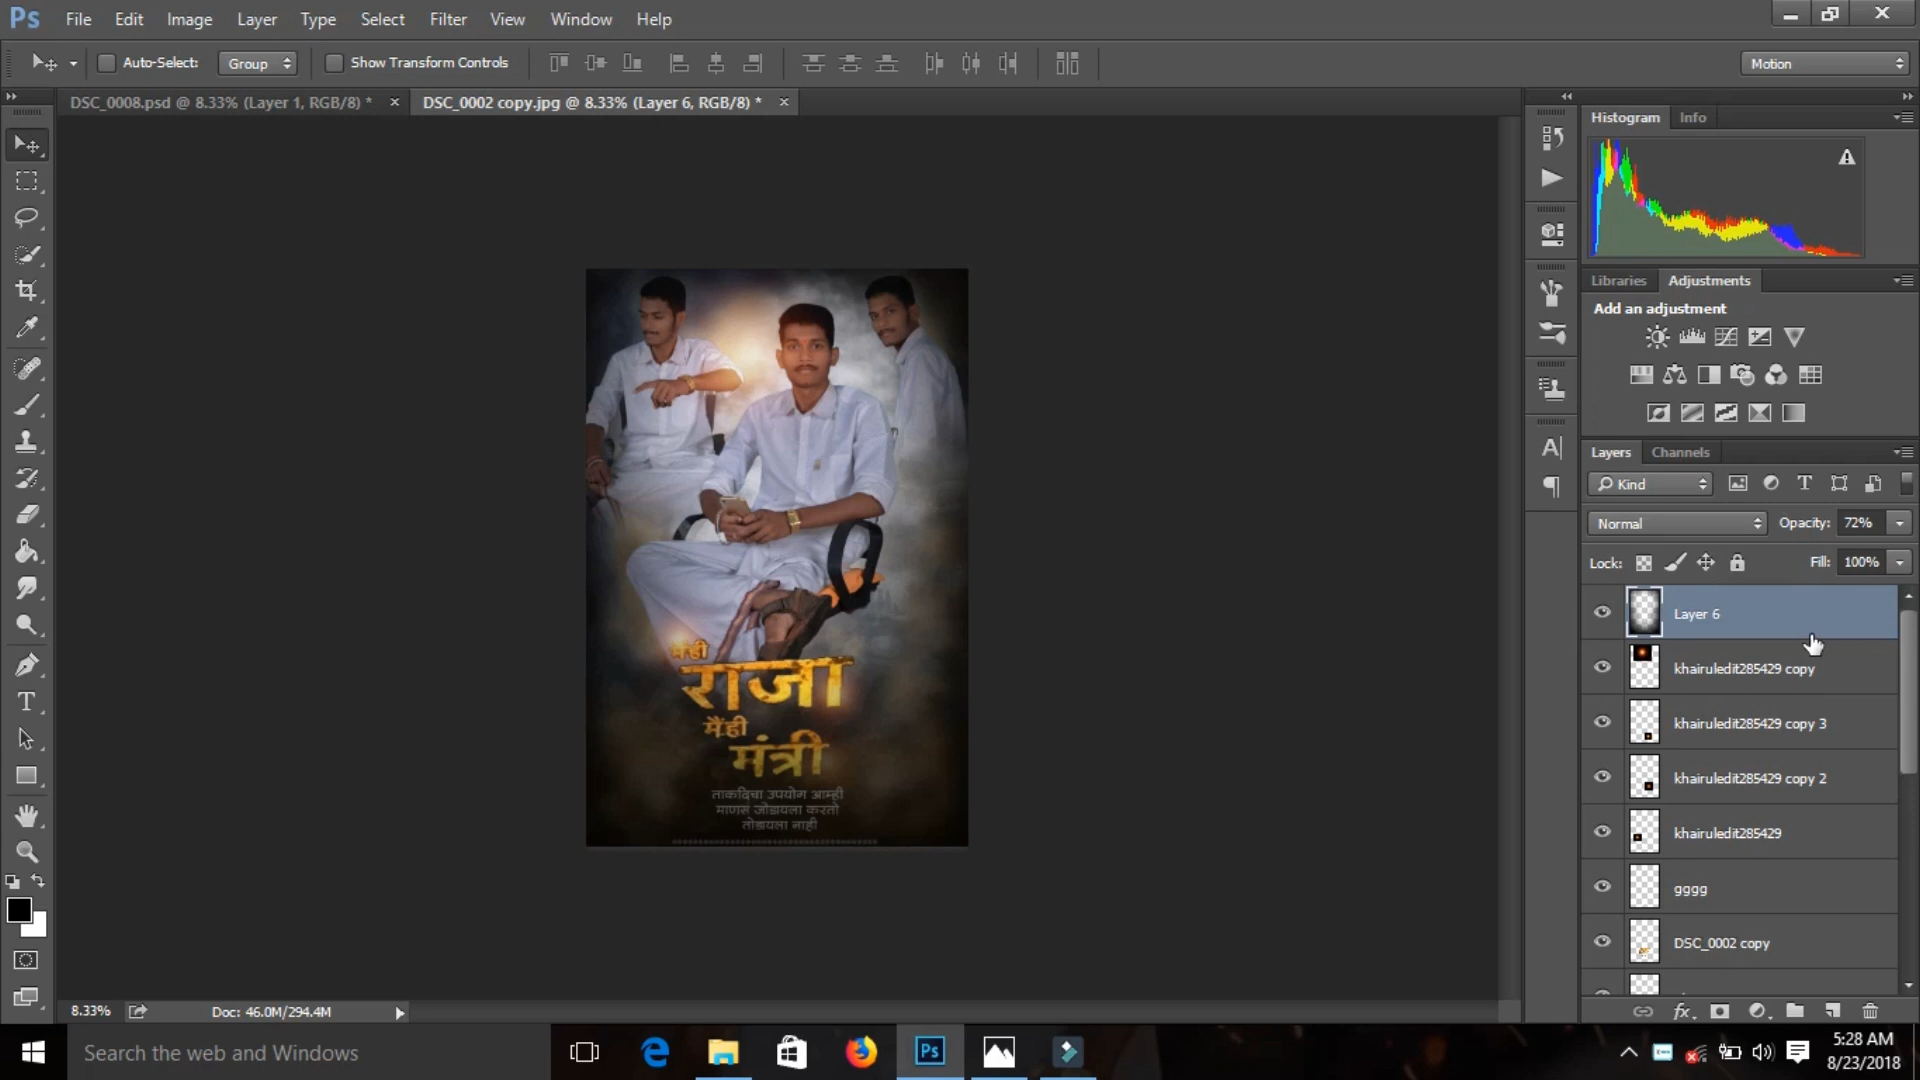 Ps File Edit Image Layer Type Select Filter View Window Help
Auto-Select: Group Show Transform Controls Motion
DSC_0008.psd @ 8.33% (Layer 1, RGB/8) * × DSC_0002 copy.jpg @ 8.33% (Layer 6, RGB/8) * ×
Histogram Info
Libraries Adjustments
Add an adjustment
Layers Channels
Kind
Normal Opacity: 72%
Lock: Fill: 100%
Layer 6
khairuledit285429 copy
khairuledit285429 copy 3
khairuledit285429 copy 2
khairuledit285429
gggg
DSC_0002 copy
मैं ही
राजा
मैं ही
मंत्री
ताकदिचा उपयोग आम्ही
माणसं जोडायला करतो
तोडायला नाही
8.33% Doc: 46.0M/294.4M
Search the web and Windows
Ps
5:28 AM
8/23/2018